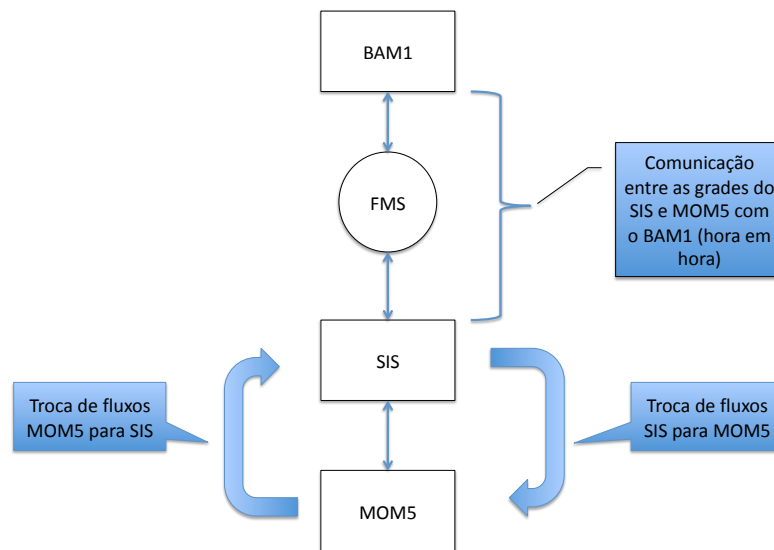 BAM1
FMS
Comunicação
entre as grades do
SIS e MOM5 com
o BAM1 (hora em
hora)
SIS
Troca de fluxos
MOM5 para SIS
Troca de fluxos
SIS para MOM5
MOM5